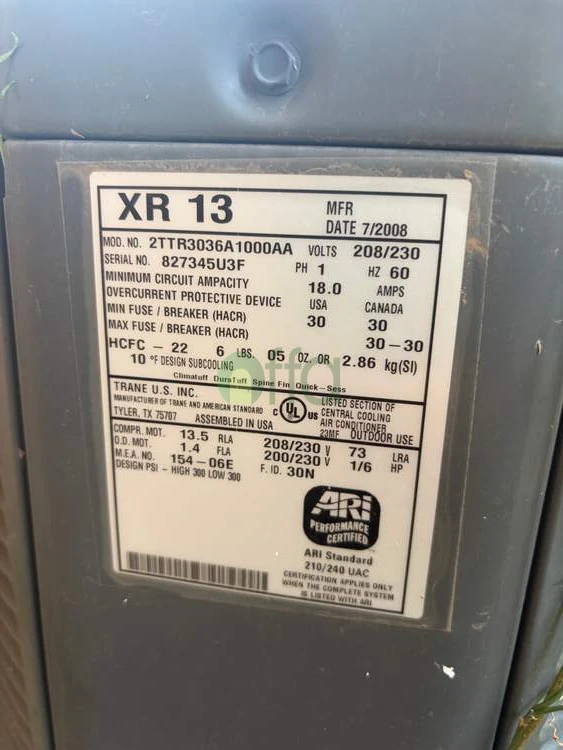 XR 13
MFR
DATE 7/2008
MOD. NO. 2TTR3036A1000AA VOLTS 208/230
SERIAL NO. 827345U3F PH 1 HZ 60
MINIMUM CIRCUIT AMPACITY 18.0 AMPS
OVERCURRENT PROTECTIVE DEVICE USA CANADA
MIN FUSE / BREAKER (HACR) 30 30
MAX FUSE / BREAKER (HACR) 30-30
HCFC - 22 6 LBS. 05 OZ. OR 2.86 kg(SI)
10 °F DESIGN SUBCOOLING
Climatuff DuraTuff Spine Fin Quick-Sess
TRANE U.S. INC.
MANUFACTURER OF TRANE AND AMERICAN STANDARD
TYLER, TX 75707 ASSEMBLED IN USA
C UL US
LISTED SECTION OF
CENTRAL COOLING
AIR CONDITIONER
23MF OUTDOOR USE
COMPR. MOT. 13.5 RLA 208/230 V 73 LRA
O.D. MOT. 1.4 FLA 200/230 V 1/6 HP
M.E.A. NO. 154-06E F. ID. 30N
DESIGN PSI - HIGH 300 LOW 300
ARI
PERFORMANCE
CERTIFIED
ARI Standard
210/240 UAC
CERTIFICATION APPLIES ONLY
WHEN THE COMPLETE SYSTEM
IS LISTED WITH ARI